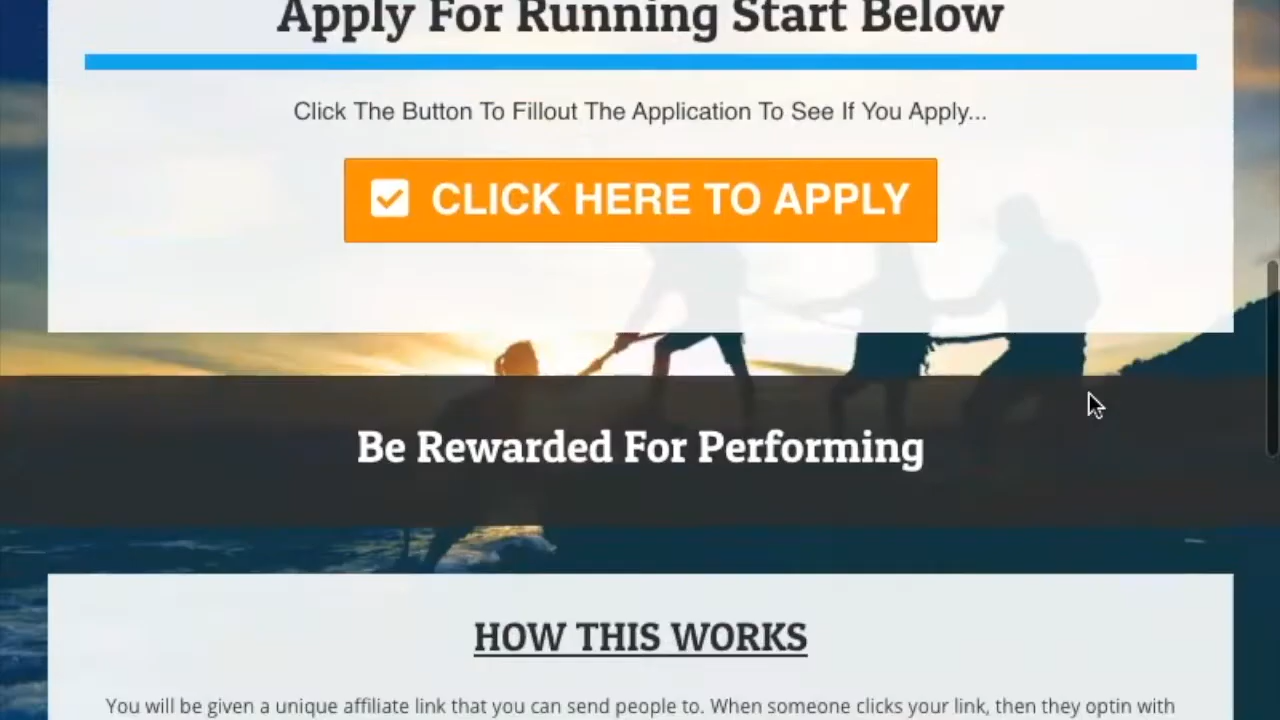 Apply For Running Start Below
Click The Button To Fillout The Application To See If You Apply...
CLICK HERE TO APPLY
Be Rewarded For Performing
HOW THIS WORKS
You will be given a unique affiliate link that you can send people to. When someone clicks your link, then they optin with